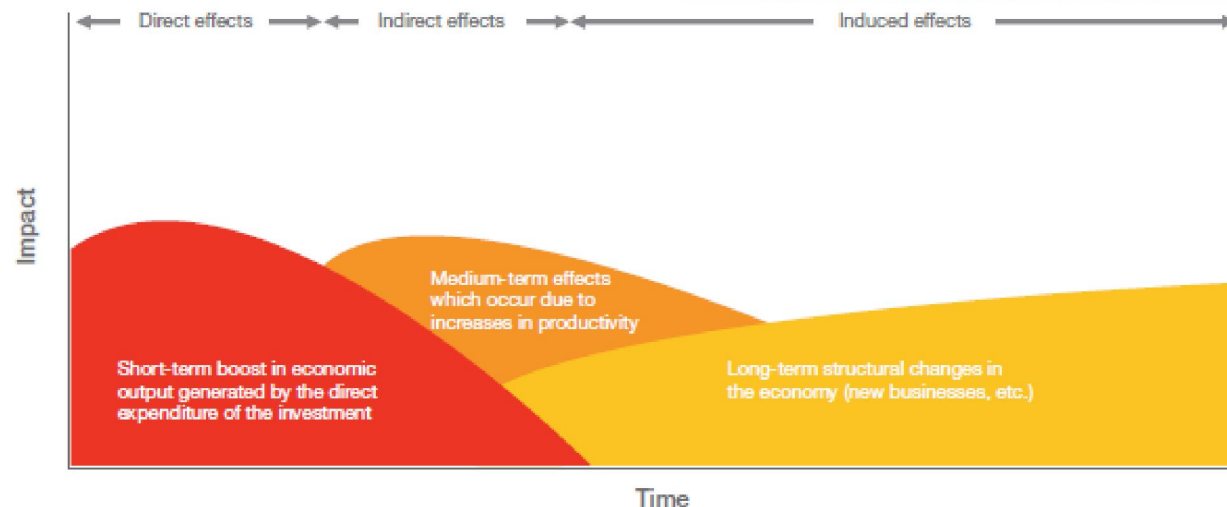 Direct effects
Indirect effects
Induced effects
Impact
Medium-term effects
which occur due to
increases in productivity
Short-term boost in economic
output generated by the direct
expenditure of the investment
Long-term structural changes in
the economy (new businesses, etc.)
Time